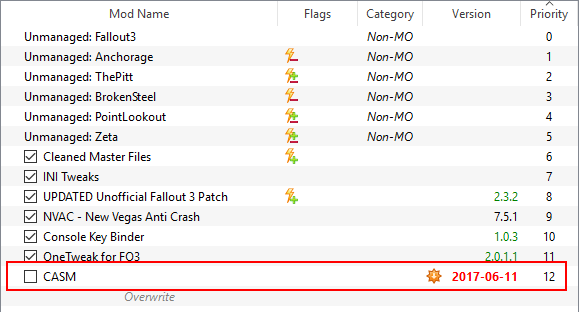 Mod Name Flags Category Version Priority
Unmanaged: Fallout3 Non-MO 0
Unmanaged: Anchorage Non-MO 1
Unmanaged: ThePitt Non-MO 2
Unmanaged: BrokenSteel Non-MO 3
Unmanaged: PointLookout Non-MO 4
Unmanaged: Zeta Non-MO 5
Cleaned Master Files 6
INI Tweaks 7
UPDATED Unofficial Fallout 3 Patch 2.3.2 8
NVAC - New Vegas Anti Crash 7.5.1 9
Console Key Binder 1.0.3 10
OneTweak for FO3 2.0.1.1 11
CASM 2017-06-11 12
Overwrite